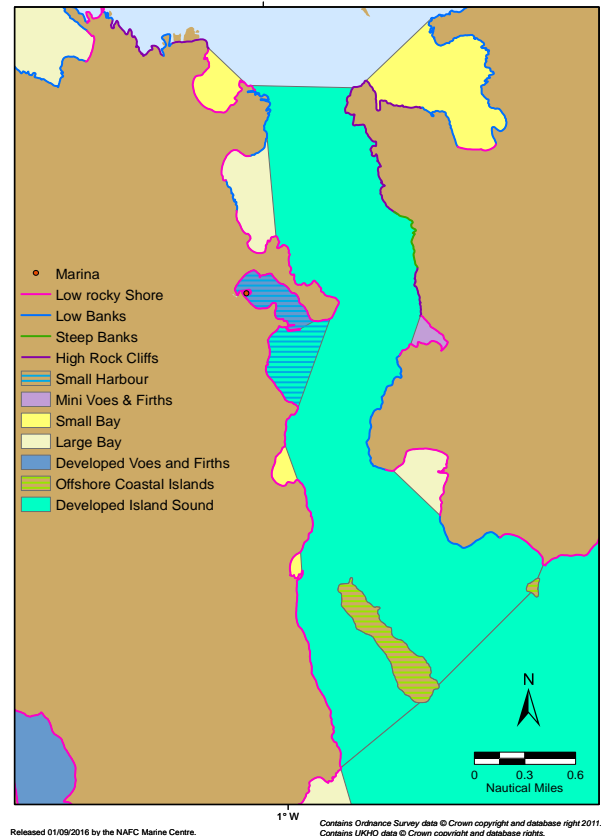 Marina
Low rocky Shore
Low Banks
Steep Banks
High Rock Cliffs
Small Harbour
Mini Voes & Firths
Small Bay
Large Bay
Developed Voes and Firths
Offshore Coastal Islands
Developed Island Sound
N
0 0.3 0.6
Nautical Miles
1° W
Released 01/09/2016 by the NAFC Marine Centre.
Contains Ordnance Survey data © Crown copyright and database right 2011.
Contains UKHO data © Crown copyright and database rights.